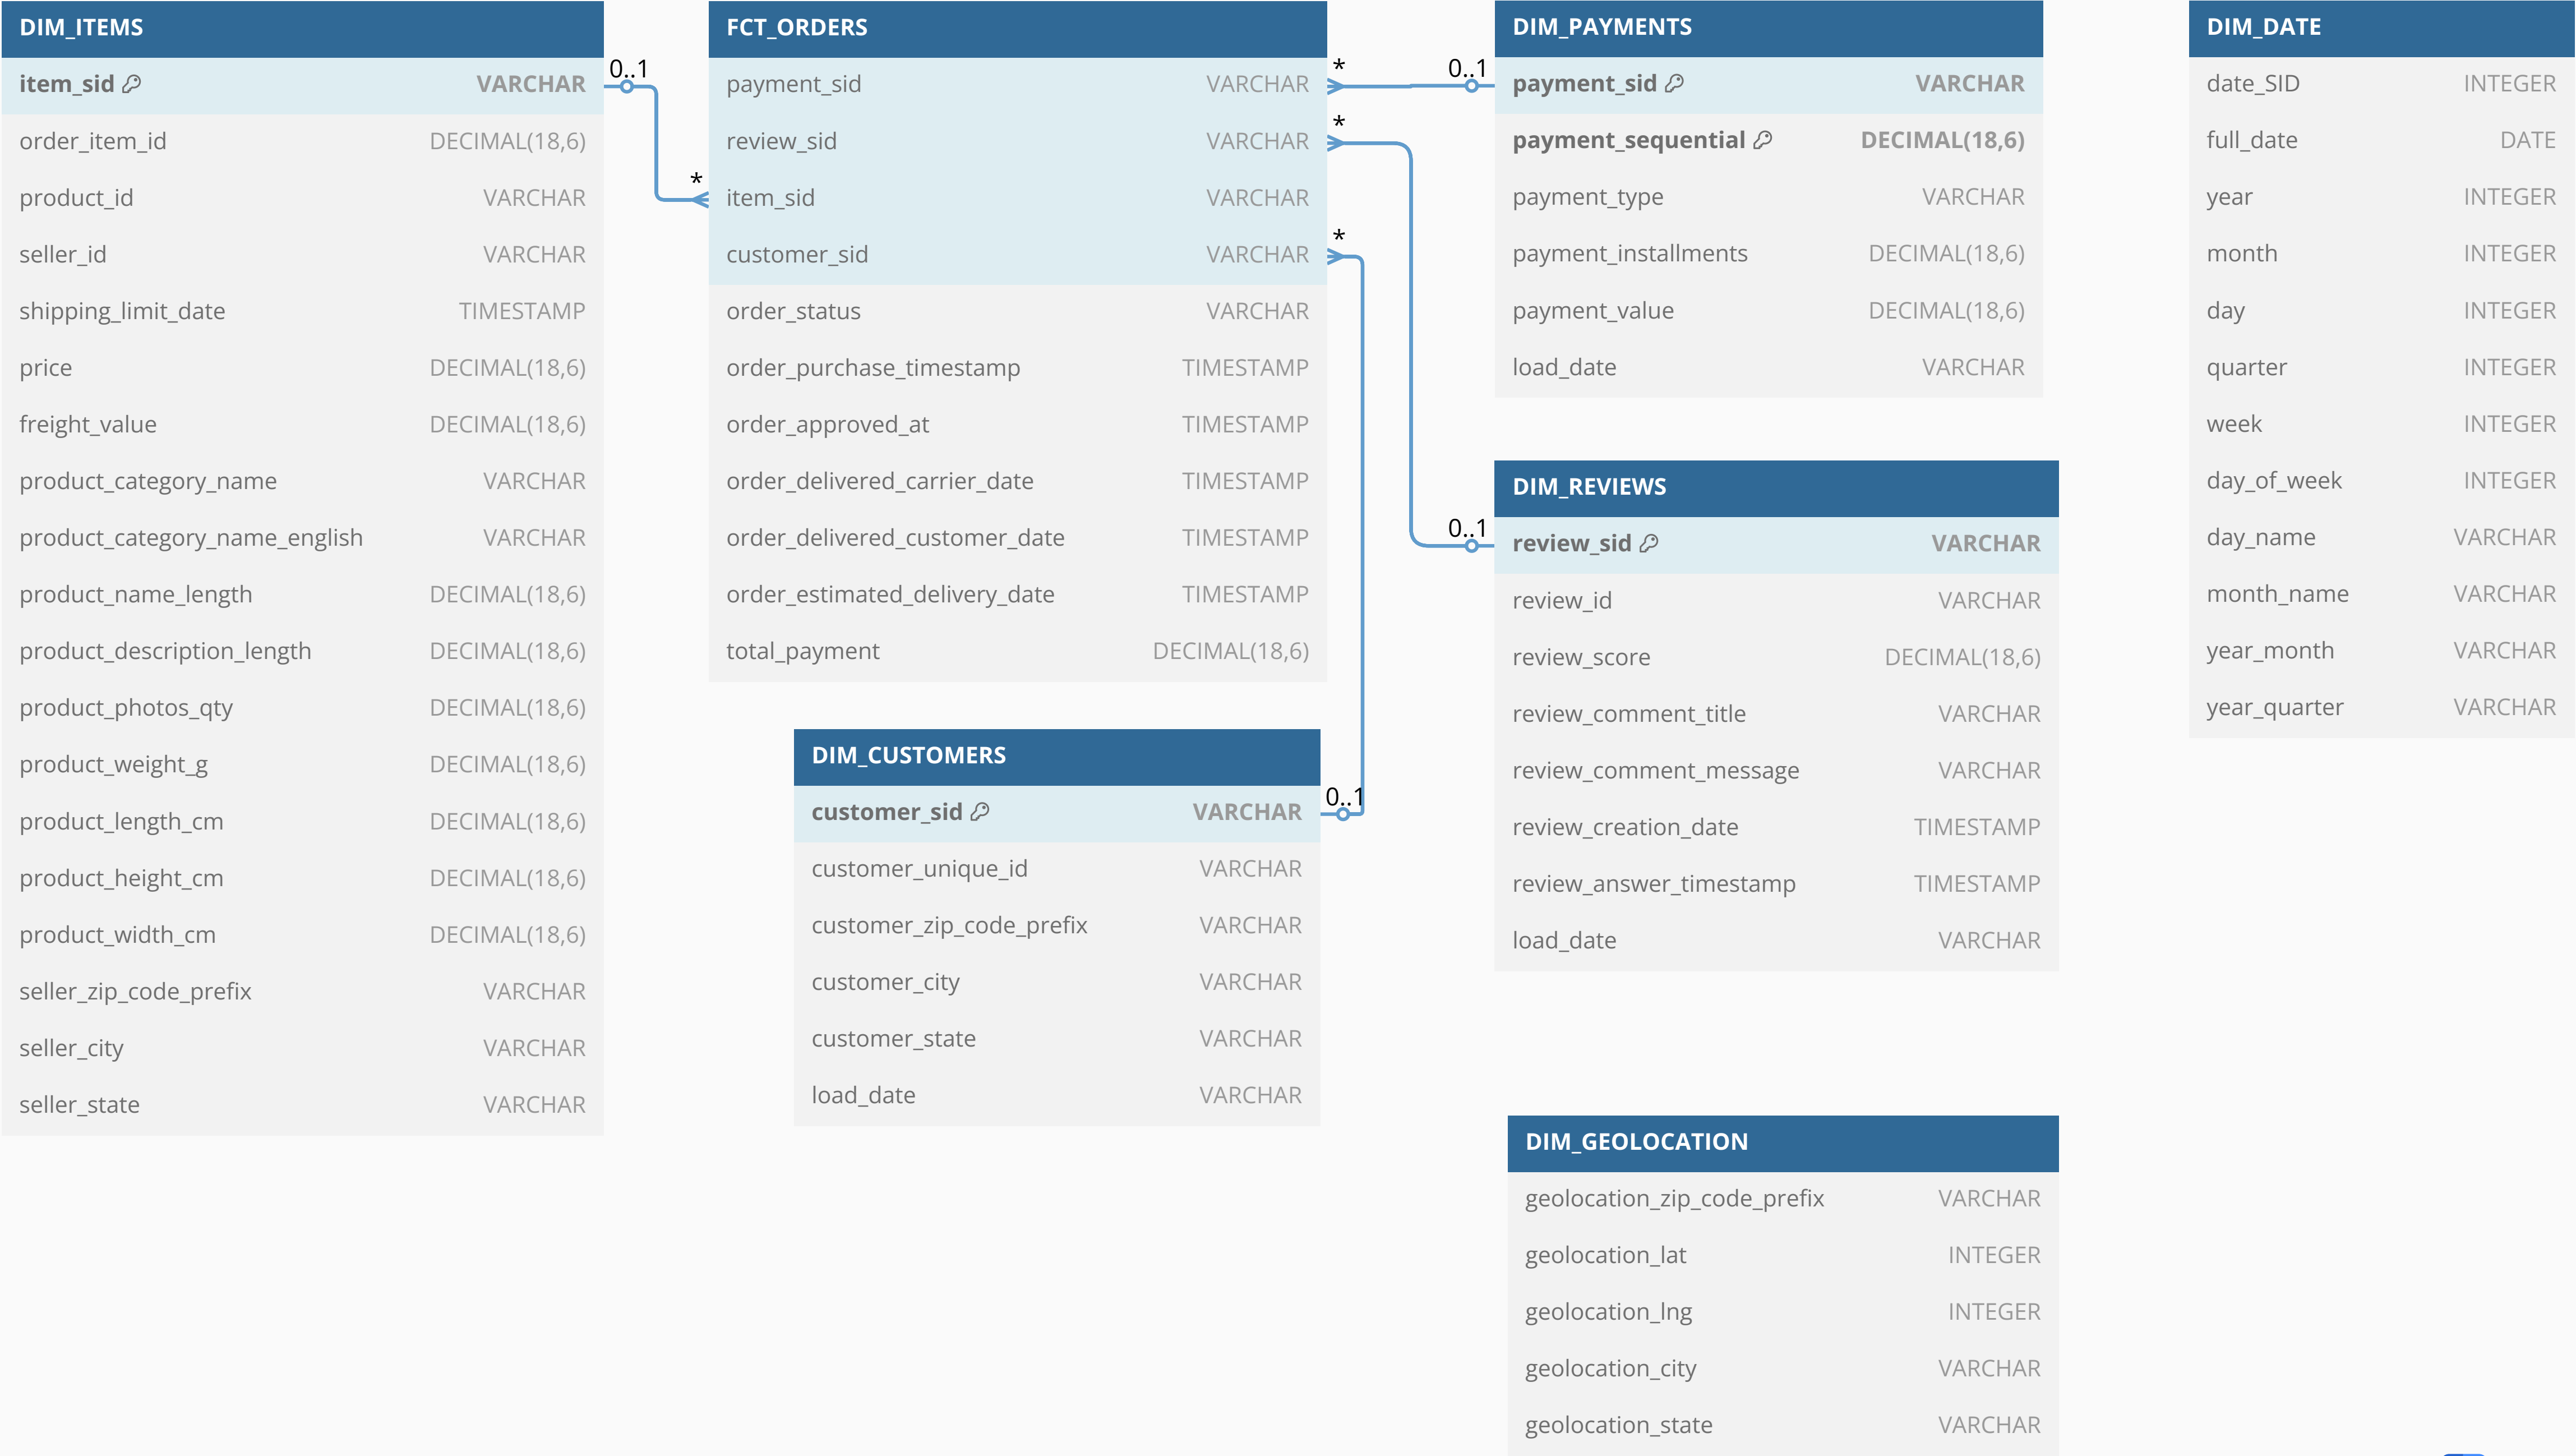 DIM_ITEMS
item_sid VARCHAR
order_item_id DECIMAL(18,6)
product_id VARCHAR
seller_id VARCHAR
shipping_limit_date TIMESTAMP
price DECIMAL(18,6)
freight_value DECIMAL(18,6)
product_category_name VARCHAR
product_category_name_english VARCHAR
product_name_length DECIMAL(18,6)
product_description_length DECIMAL(18,6)
product_photos_qty DECIMAL(18,6)
product_weight_g DECIMAL(18,6)
product_length_cm DECIMAL(18,6)
product_height_cm DECIMAL(18,6)
product_width_cm DECIMAL(18,6)
seller_zip_code_prefix VARCHAR
seller_city VARCHAR
seller_state VARCHAR
0..1
*
FCT_ORDERS
payment_sid VARCHAR
review_sid VARCHAR
item_sid VARCHAR
customer_sid VARCHAR
order_status VARCHAR
order_purchase_timestamp TIMESTAMP
order_approved_at TIMESTAMP
order_delivered_carrier_date TIMESTAMP
order_delivered_customer_date TIMESTAMP
order_estimated_delivery_date TIMESTAMP
total_payment DECIMAL(18,6)
* 0..1
*
*
DIM_CUSTOMERS
customer_sid VARCHAR
customer_unique_id VARCHAR
customer_zip_code_prefix VARCHAR
customer_city VARCHAR
customer_state VARCHAR
load_date VARCHAR
0..1
DIM_PAYMENTS
payment_sid VARCHAR
payment_sequential DECIMAL(18,6)
payment_type VARCHAR
payment_installments DECIMAL(18,6)
payment_value DECIMAL(18,6)
load_date VARCHAR
0..1
DIM_REVIEWS
review_sid VARCHAR
review_id VARCHAR
review_score DECIMAL(18,6)
review_comment_title VARCHAR
review_comment_message VARCHAR
review_creation_date TIMESTAMP
review_answer_timestamp TIMESTAMP
load_date VARCHAR
DIM_GEOLOCATION
geolocation_zip_code_prefix VARCHAR
geolocation_lat INTEGER
geolocation_lng INTEGER
geolocation_city VARCHAR
geolocation_state VARCHAR
DIM_DATE
date_SID INTEGER
full_date DATE
year INTEGER
month INTEGER
day INTEGER
quarter INTEGER
week INTEGER
day_of_week INTEGER
day_name VARCHAR
month_name VARCHAR
year_month VARCHAR
year_quarter VARCHAR